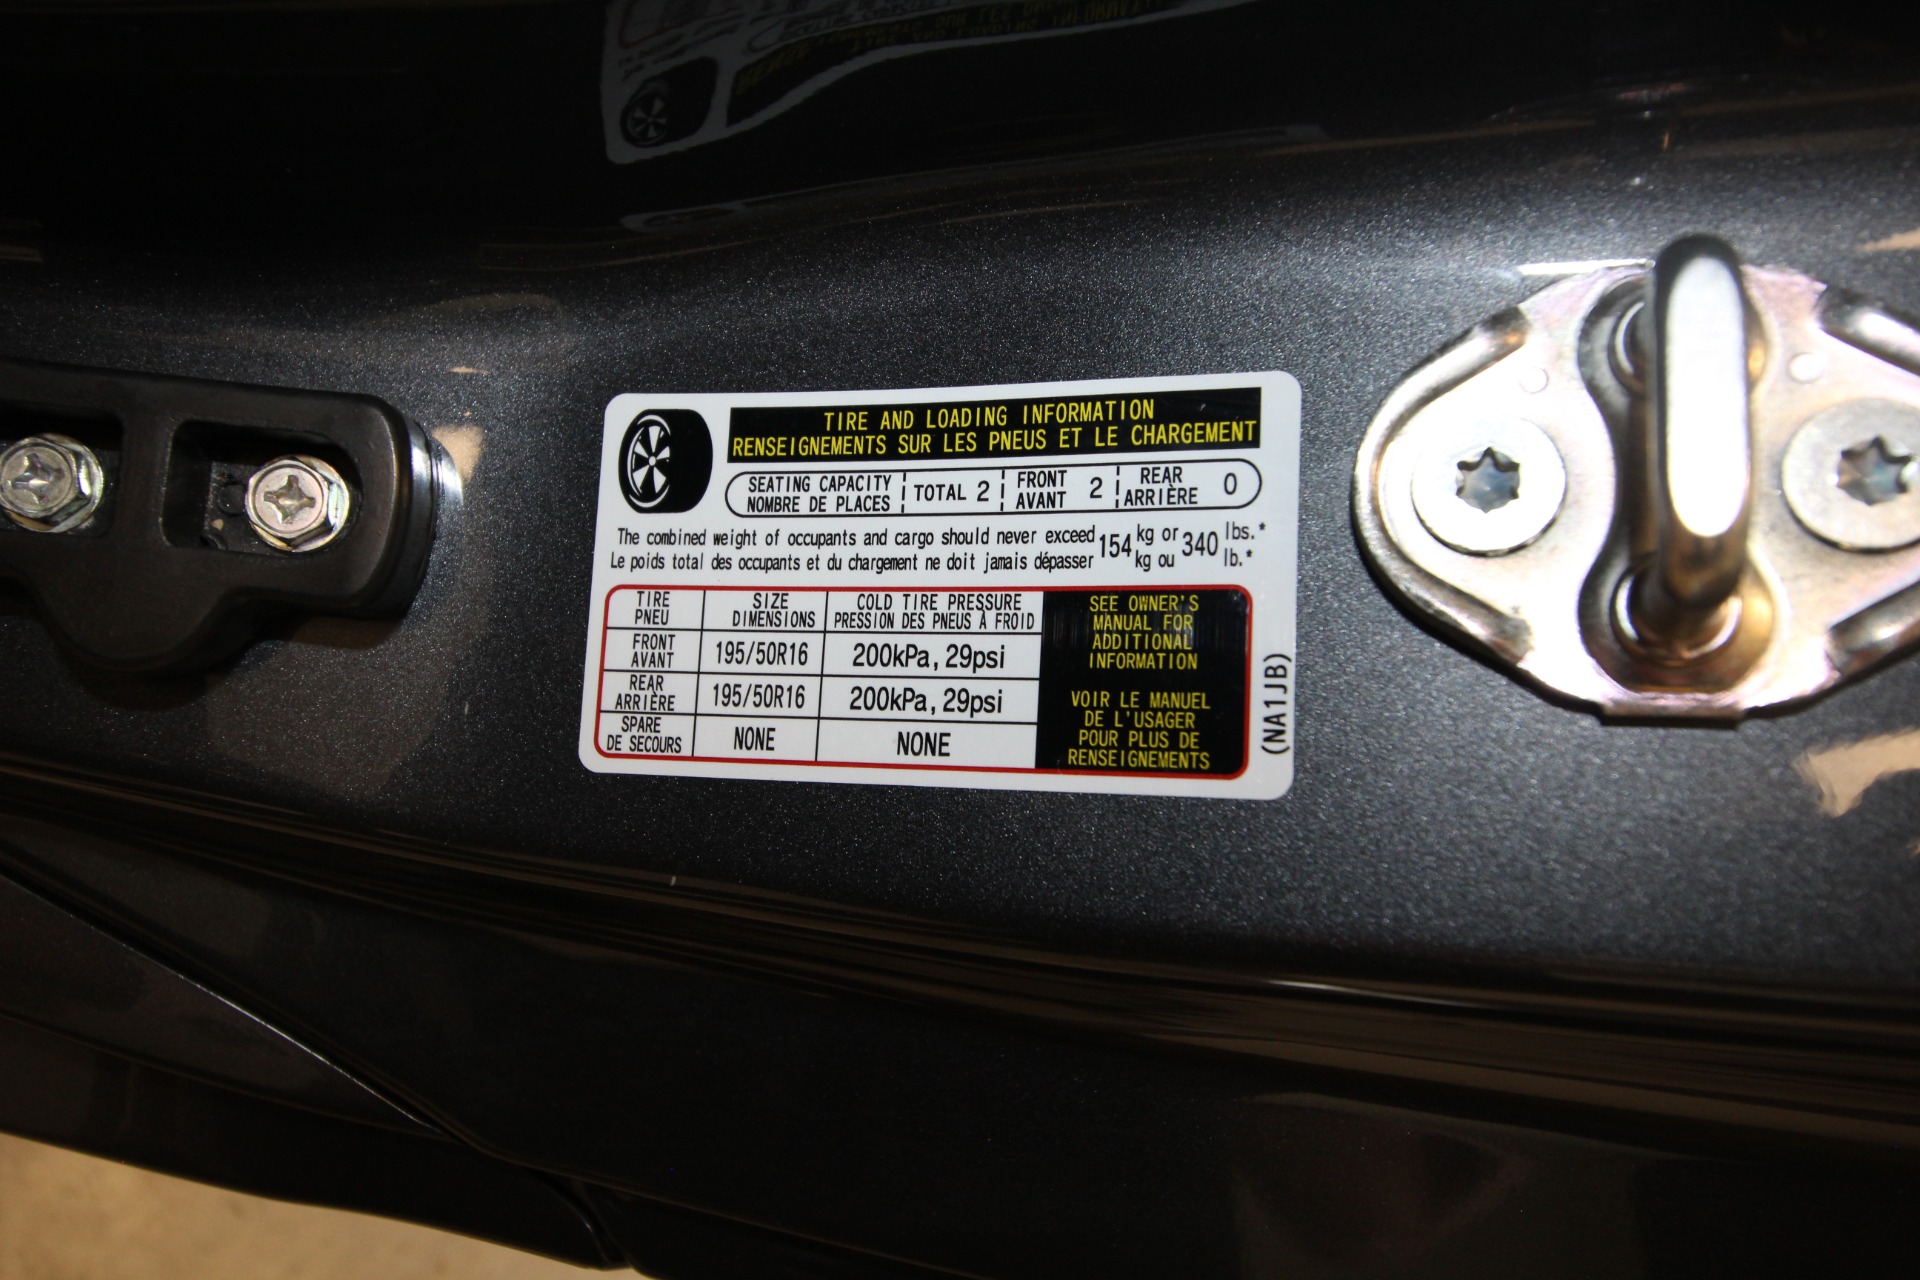 TIRE AND LOADING INFORMATION
RENSEIGNEMENTS SUR LES PNEUS ET LE CHARGEMENT
SEATING CAPACITY TOTAL 2 FRONT 2 REAR 0
NOMBRE DE PLACES AVANT ARRIÈRE
The combined weight of occupants and cargo should never exceed 154 kg or 340 lbs.*
Le poids total des occupants et du chargement ne doit jamais dépasser kg ou lb.*
TIRE SIZE COLD TIRE PRESSURE
PNEU DIMENSIONS PRESSION DES PNEUS À FROID
FRONT
AVANT 195/50R16 200kPa, 29psi
REAR
ARRIÈRE 195/50R16 200kPa, 29psi
SPARE
DE SECOURS NONE NONE
SEE OWNER'S
MANUAL FOR
ADDITIONAL
INFORMATION
VOIR LE MANUEL
DE L'USAGER
POUR PLUS DE
RENSEIGNEMENTS
(NA1JB)